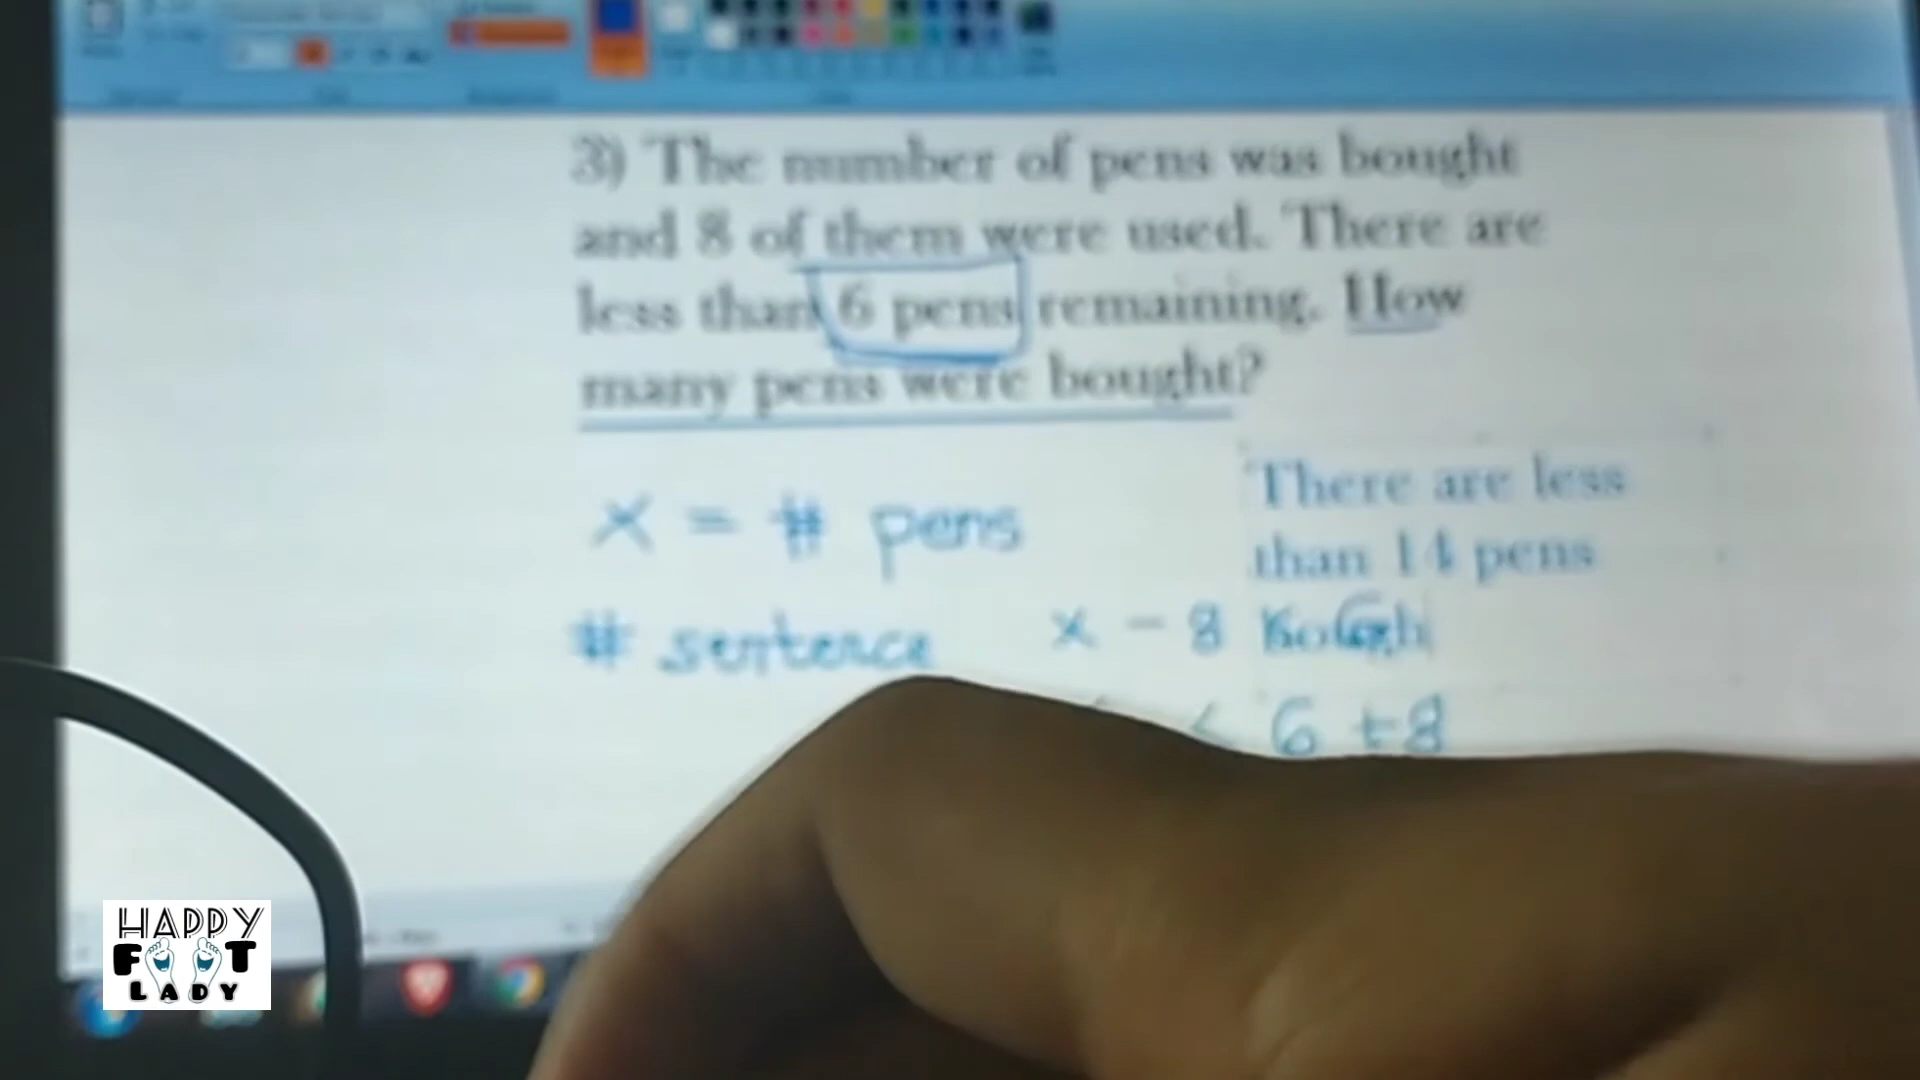 3) The number of pens was bought
and 8 of them were used. There are
less than 6 pens remaining. How
many pens were bought?
x = # pens
There are less
than 14 pens
# sentence x - 8
< 6 + 8
HAPPY
FOOT
LADY